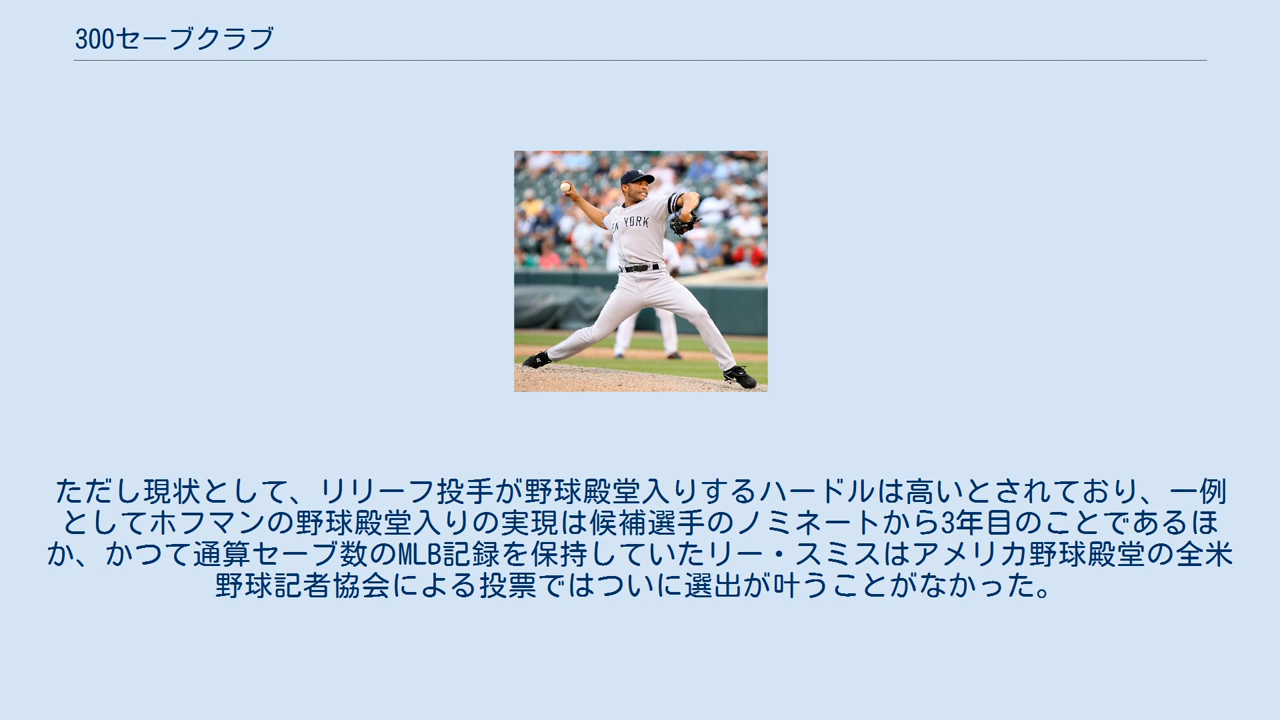 300セーブクラブ
YORK
ただし現状として、リリーフ投手が野球殿堂入りするハードルは高いとされており、一例
としてホフマンの野球殿堂入りの実現は候補選手のノミネートから3年目のことであるほ
か、かつて通算セーブ数のMLB記録を保持していたリー・スミスはアメリカ野球殿堂の全米
野球記者協会による投票ではついに選出が叶うことがなかった。